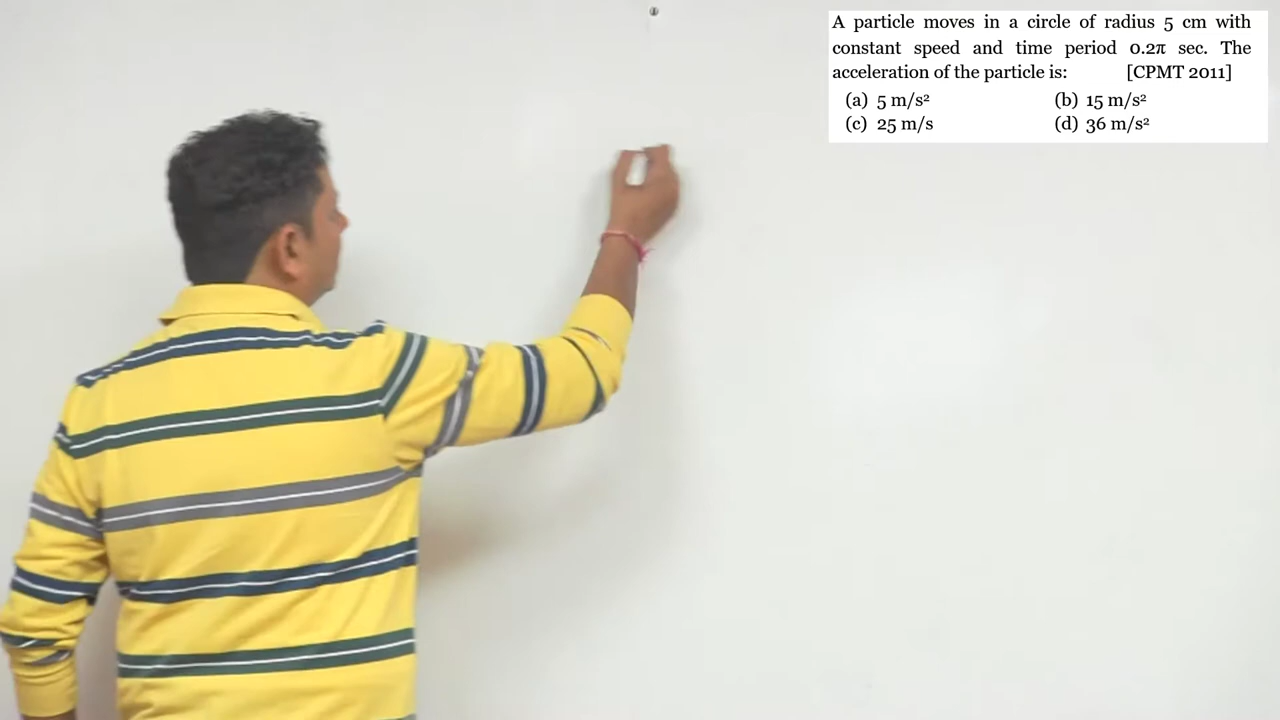 A particle moves in a circle of radius 5 cm with
constant speed and time period 0.2π sec. The
acceleration of the particle is: [CPMT 2011]
(a) 5 m/s² (b) 15 m/s²
(c) 25 m/s (d) 36 m/s²